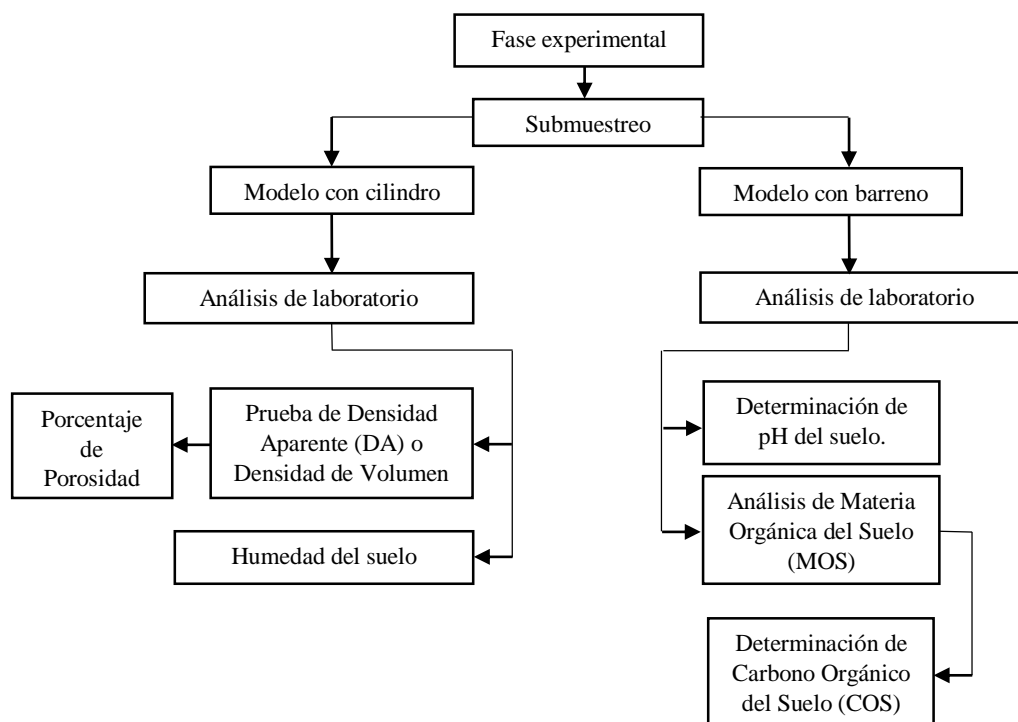 Fase experimental
Submuestreo
Modelo con cilindro
Modelo con barreno
Análisis de laboratorio
Análisis de laboratorio
Porcentaje
de
Porosidad
Prueba de Densidad
Aparente (DA) o
Densidad de Volumen
Humedad del suelo
Determinación de
pH del suelo.
Análisis de Materia
Orgánica del Suelo
(MOS)
Determinación de
Carbono Orgánico
del Suelo (COS)